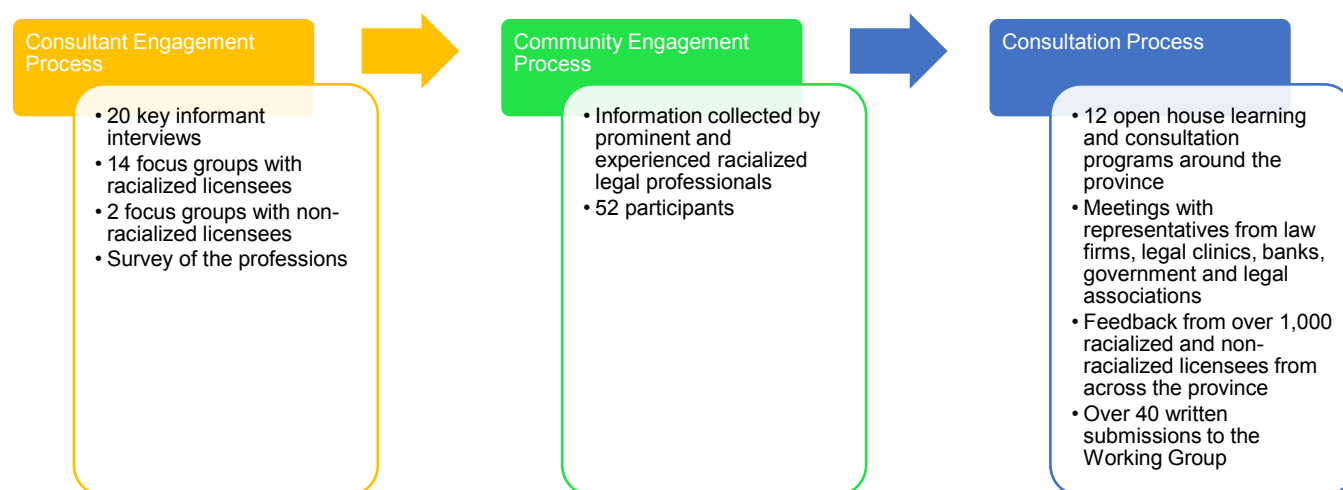 Consultant Engagement
Process
• 20 key informant
interviews
• 14 focus groups with
racialized licensees
• 2 focus groups with non-
racialized licensees
• Survey of the professions
Community Engagement
Process
• Information collected by
prominent and
experienced racialized
legal professionals
• 52 participants
Consultation Process
• 12 open house learning
and consultation
programs around the
province
• Meetings with
representatives from law
firms, legal clinics, banks,
government and legal
associations
• Feedback from over 1,000
racialized and non-
racialized licensees from
across the province
• Over 40 written
submissions to the
Working Group